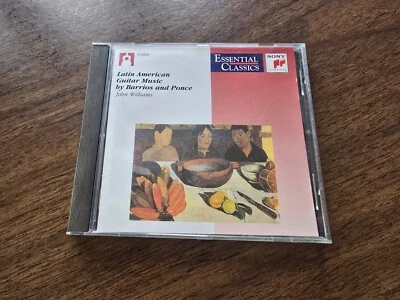 ESSENTIAL
CLASSICS
SONY
Latin American
Guitar Music
by Barrios and Ponce
John Williams